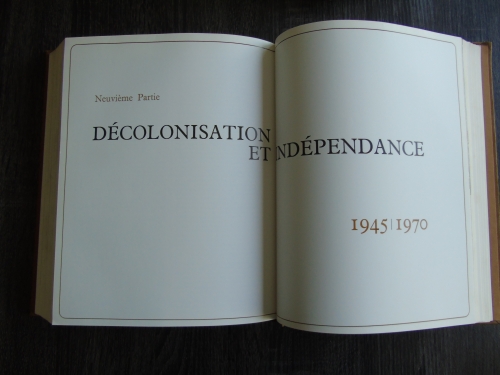 Neuvième Partie
DÉCOLONISATION
ET INDÉPENDANCE
1945|1970